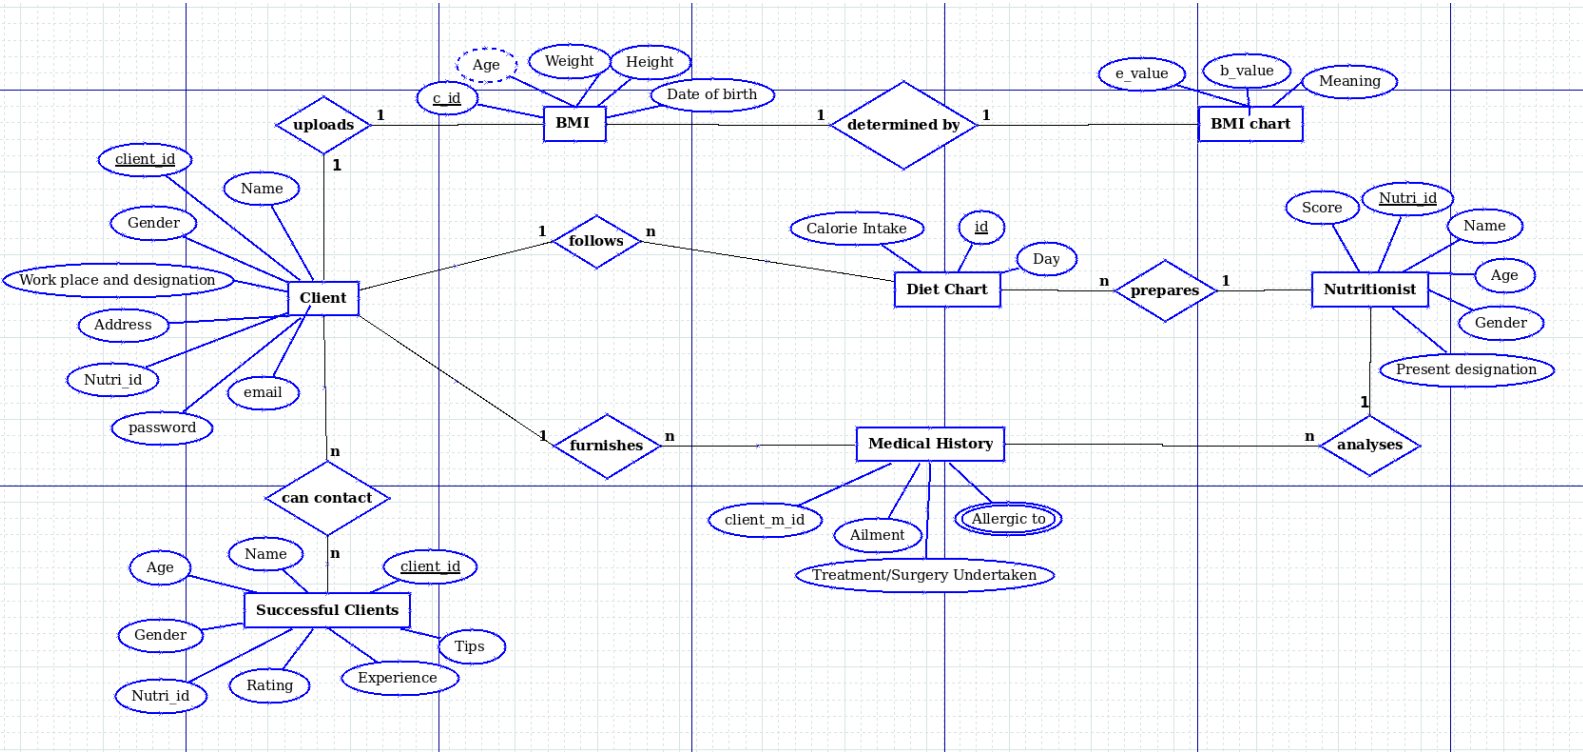 Age
Weight
Height
e_value
b_value
Meaning
c_id
Date of birth
uploads
1
BMI
1
determined by
1
BMI chart
1
client_id
Name
Gender
Work place and designation
Client
Address
Nutri_id
email
password
1
follows
n
Calorie Intake
id
Day
Diet Chart
n
prepares
1
Score
Nutri_id
Name
Age
Nutritionist
Gender
Present designation
1
furnishes
n
Medical History
n
analyses
1
client_m_id
Ailment
Allergic to
Treatment/Surgery Undertaken
n
can contact
n
Age
Name
client_id
Successful Clients
Gender
Tips
Nutri_id
Rating
Experience